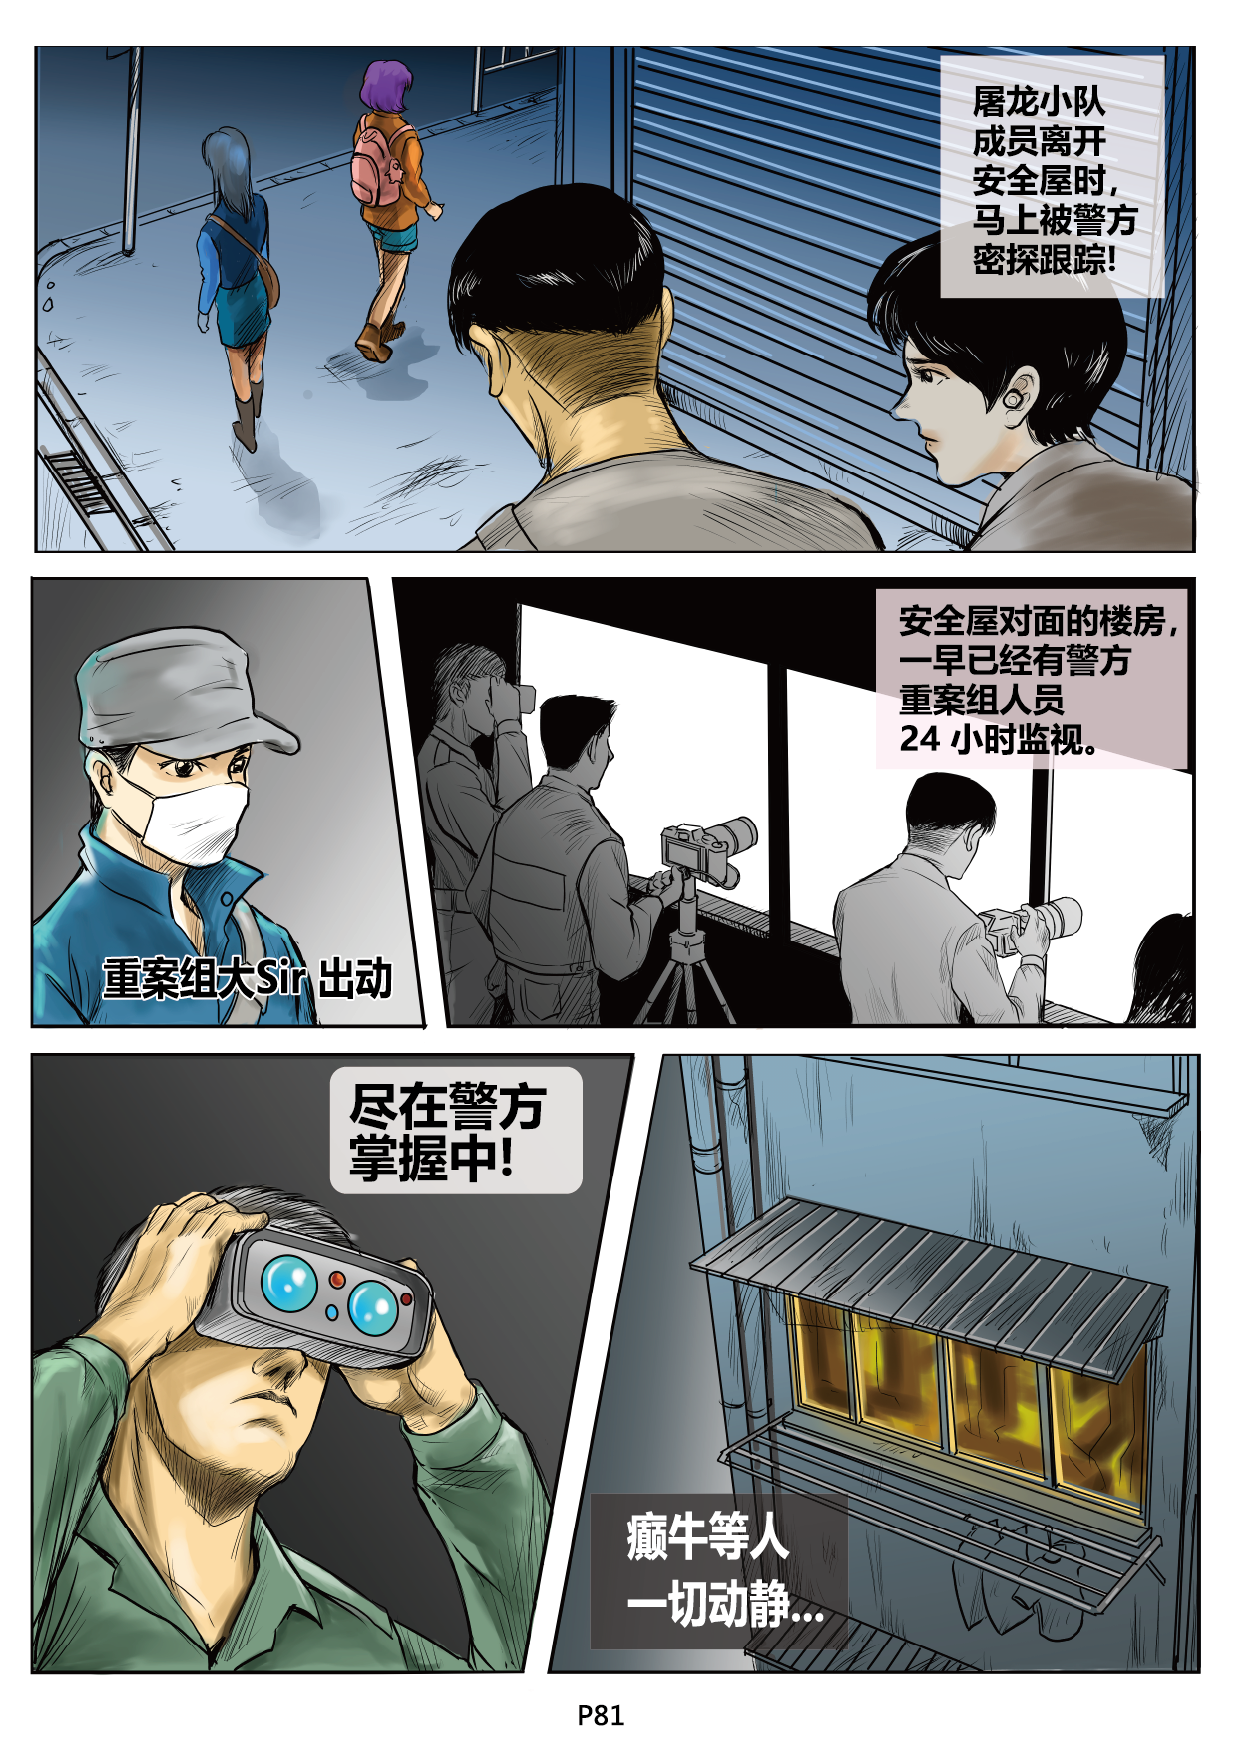 屠龙小队
成员离开
安全屋时，
马上被警方
密探跟踪!
重案组大Sir 出动
安全屋对面的楼房，
一早已经有警方
重案组人员
24 小时监视。
尽在警方
掌握中!
癫牛等人
一切动静...
P81